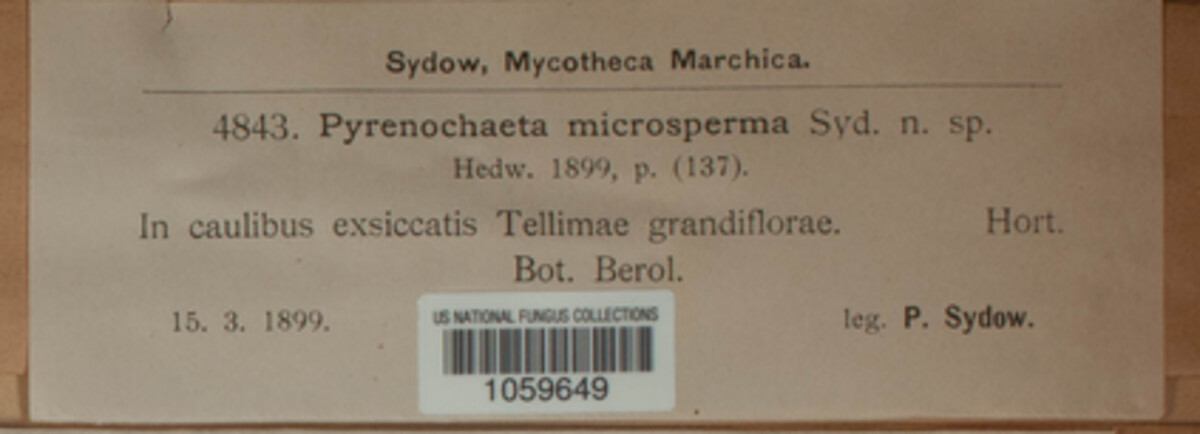 Sydow, Mycotheca Marchica.
4843. Pyrenochaeta microsperma Syd. n. sp.
Hedw. 1899, p. (137).
In caulibus exsiccatis Tellimae grandiflorae. Hort.
Bot. Berol.
15. 3. 1899. leg. P. Sydow.
US NATIONAL FUNGUS COLLECTIONS
1059649